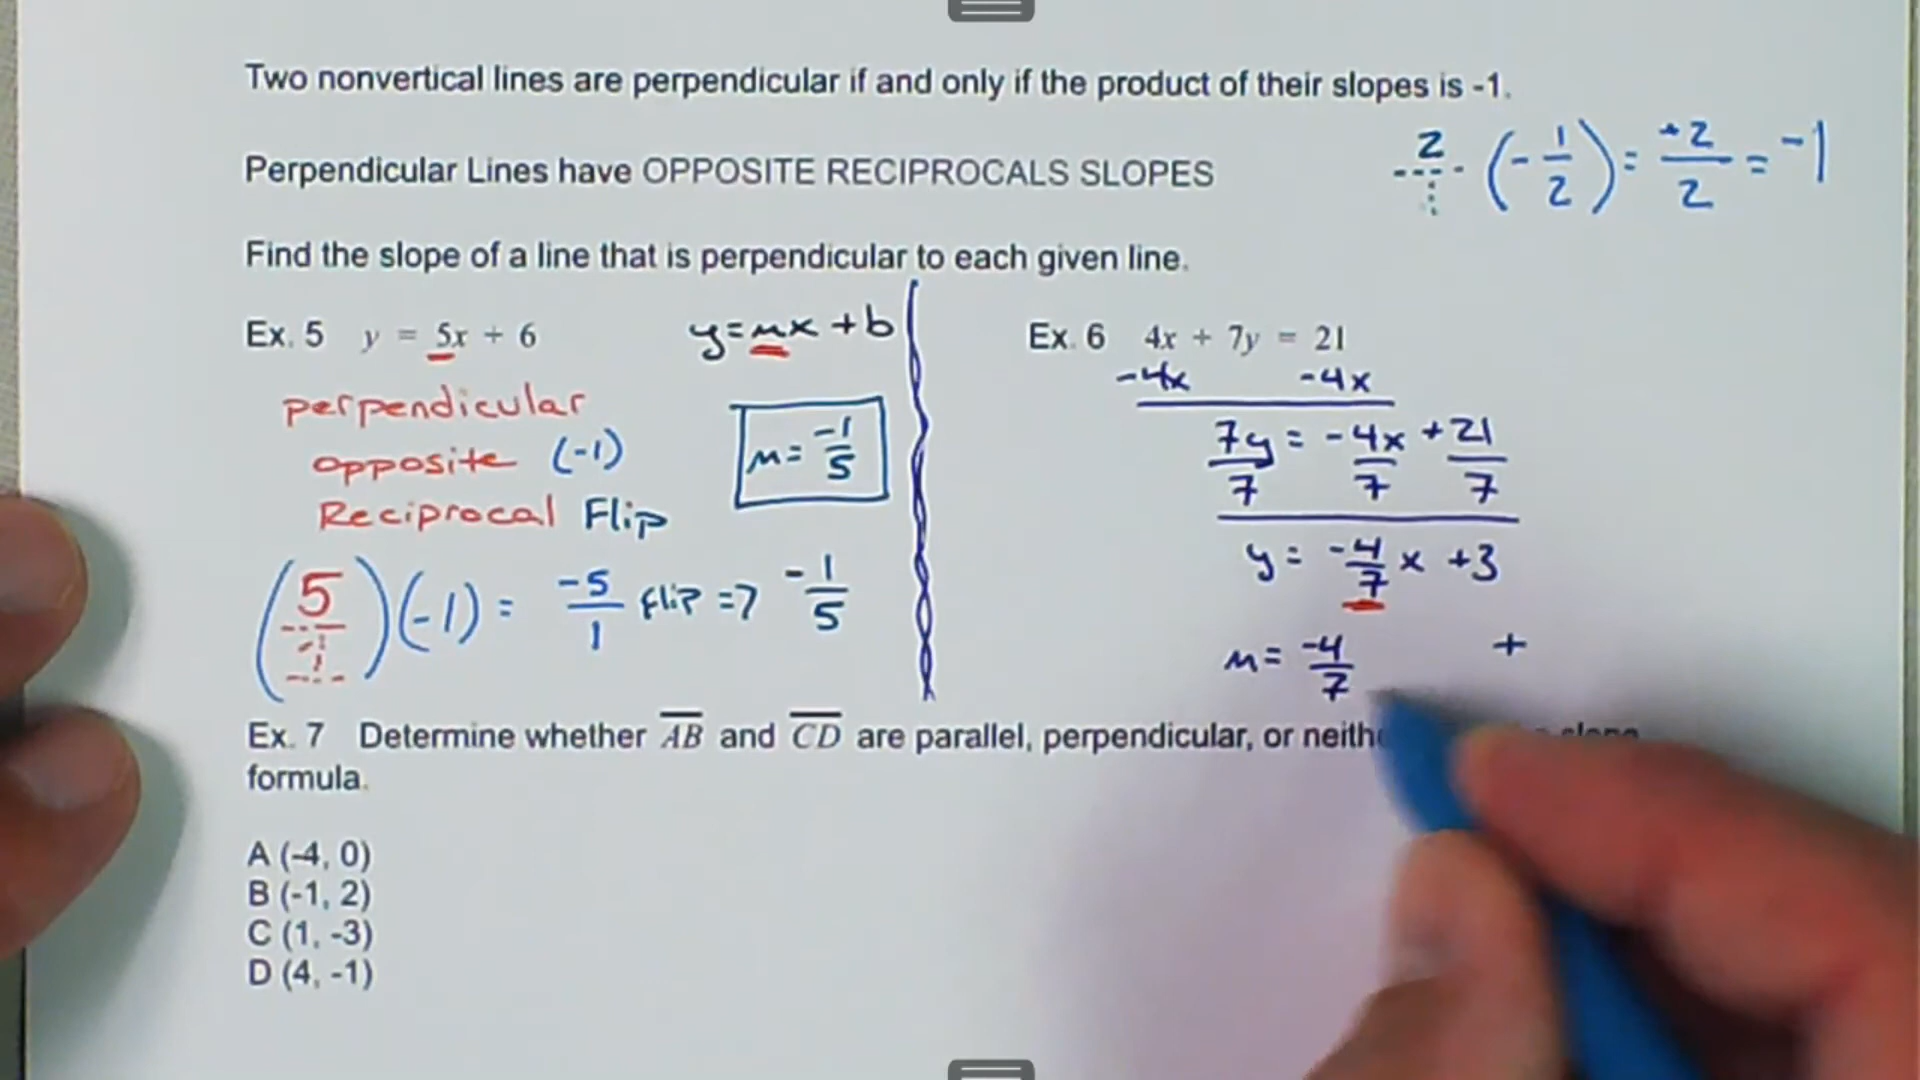 Two nonvertical lines are perpendicular if and only if the product of their slopes is -1.
2/1 · (-1/2) = -2/2 = -1
Perpendicular Lines have OPPOSITE RECIPROCALS SLOPES
Find the slope of a line that is perpendicular to each given line.
Ex. 5 y = 5x + 6
y = mx + b
perpendicular
opposite (-1)
Reciprocal Flip
m = -1/5
(5/1)(-1) = -5/1 flip => -1/5
Ex. 6 4x + 7y = 21
-4x -4x
7y/7 = -4x/7 + 21/7
y = -4/7 x + 3
m = -4/7 +
Ex. 7 Determine whether AB and CD are parallel, perpendicular, or neith slope
formula.
A (-4, 0)
B (-1, 2)
C (1, -3)
D (4, -1)